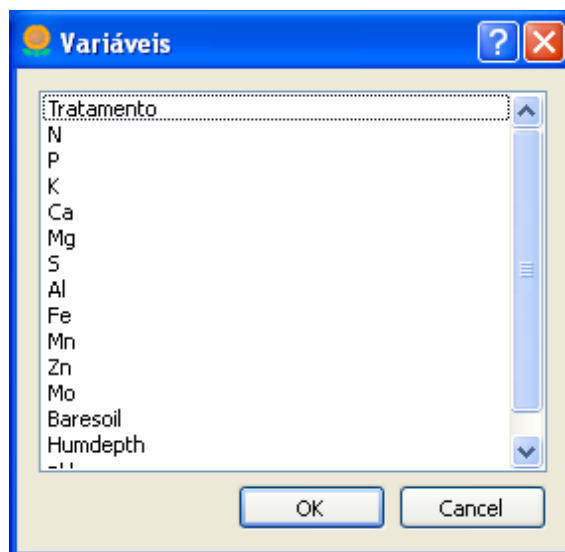 Variáveis
Tratamento
N
P
K
Ca
Mg
S
Al
Fe
Mn
Zn
Mo
Baresoil
Humdepth
OK
Cancel